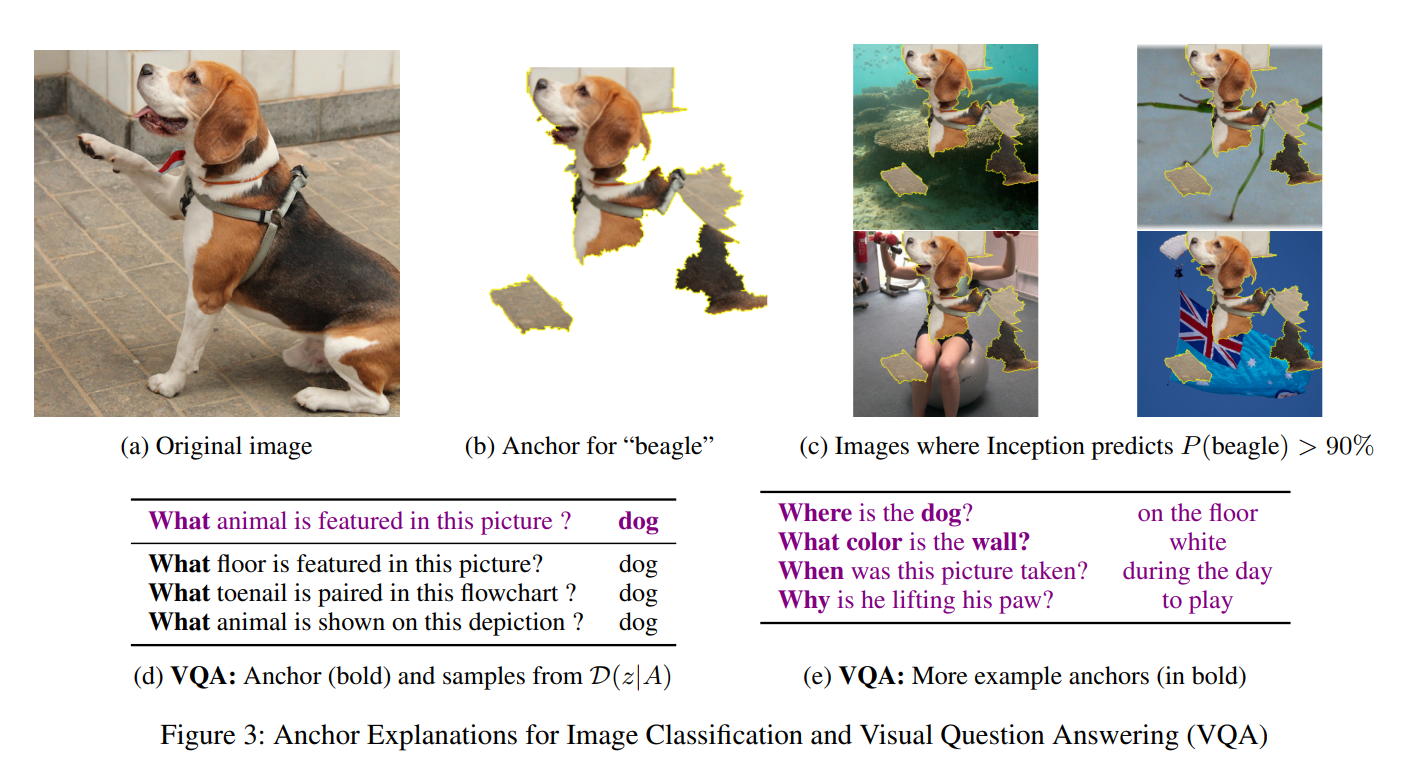 (a) Original image
(b) Anchor for “beagle”
(c) Images where Inception predicts P(beagle) > 90%
What animal is featured in this picture ? dog
What floor is featured in this picture? dog
What toenail is paired in this flowchart ? dog
What animal is shown on this depiction ? dog
(d) VQA: Anchor (bold) and samples from D(z|A)
Where is the dog? on the floor
What color is the wall? white
When was this picture taken? during the day
Why is he lifting his paw? to play
(e) VQA: More example anchors (in bold)
Figure 3: Anchor Explanations for Image Classification and Visual Question Answering (VQA)